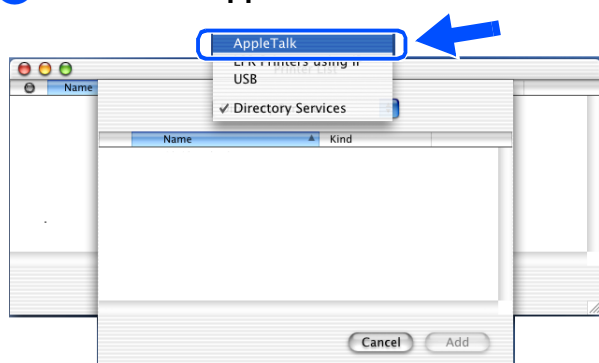 AppleTalk
USB
✓ Directory Services
Name
Name Kind
Cancel Add